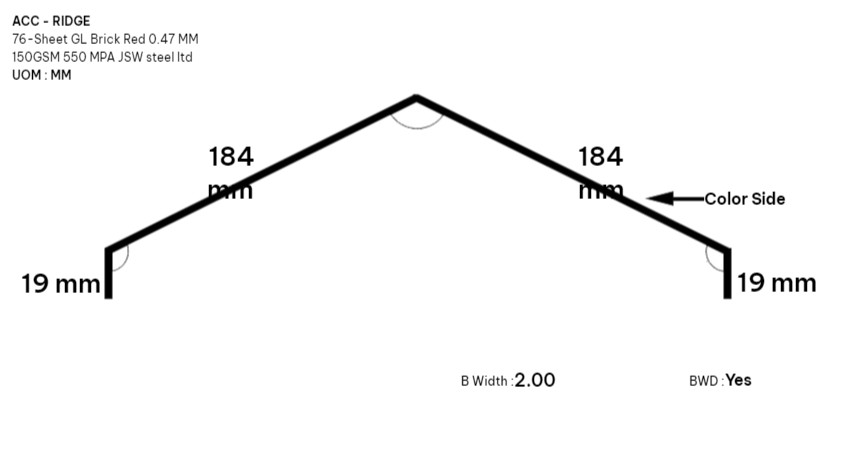 ACC - RIDGE
76-Sheet GL Brick Red 0.47 MM
150GSM 550 MPA JSW steel ltd
UOM : MM
184
mm
184
mm
Color Side
19 mm
19 mm
B Width :2.00
BWD : Yes